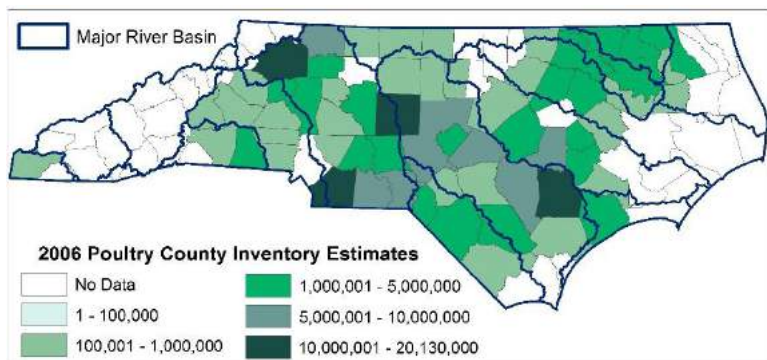 Major River Basin
2006 Poultry County Inventory Estimates
No Data
1 - 100,000
100,001 - 1,000,000
1,000,001 - 5,000,000
5,000,001 - 10,000,000
10,000,001 - 20,130,000